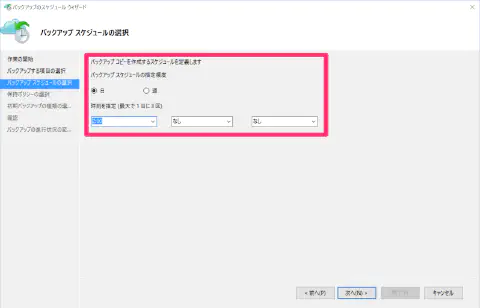 バックアップのスケジュール ウィザード
バックアップ スケジュールの選択
作業の開始
バックアップする項目の選択
バックアップ スケジュールの選択
保持ポリシーの選択
初期バックアップの種類の選...
確認
バックアップの進行状況の記...
バックアップ コピーを作成するスケジュールを定義します
バックアップ スケジュールの指定頻度
日
週
時刻を指定 (最大で 1 日に 3 回)
なし
なし
< 前へ(P)
次へ(N) >
キャンセル